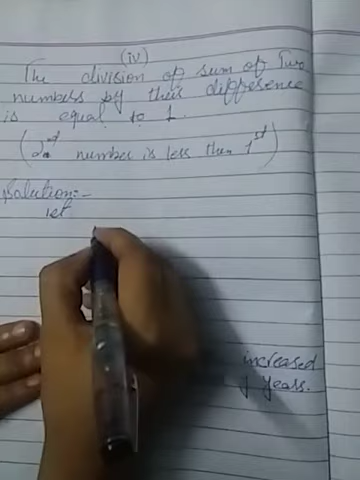 (iv)
The division of sum of Two
numbers by their difference
is equal to 1.
(2nd number is less then 1st)
Solution:-
let
increased
years.